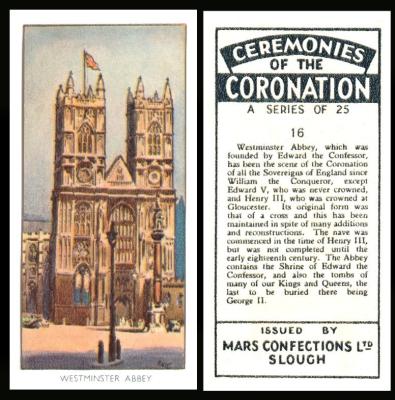 WESTMINSTER ABBEY
CEREMONIES
OF THE
CORONATION
A SERIES OF 25
16
Westminster Abbey, which was
founded by Edward the Confessor,
has been the scene of the Coronation
of all the Sovereigns of England since
William the Conqueror, except
Edward V, who was never crowned,
and Henry III, who was crowned at
Gloucester. Its original form was
that of a cross and this has been
maintained in spite of many additions
and reconstructions. The nave was
commenced in the time of Henry III,
but was not completed until the
early eighteenth century. The Abbey
contains the Shrine of Edward the
Confessor, and also the tombs of
many of our Kings and Queens, the
last to be buried there being
George II.
ISSUED BY
MARS CONFECTIONS LTD
SLOUGH